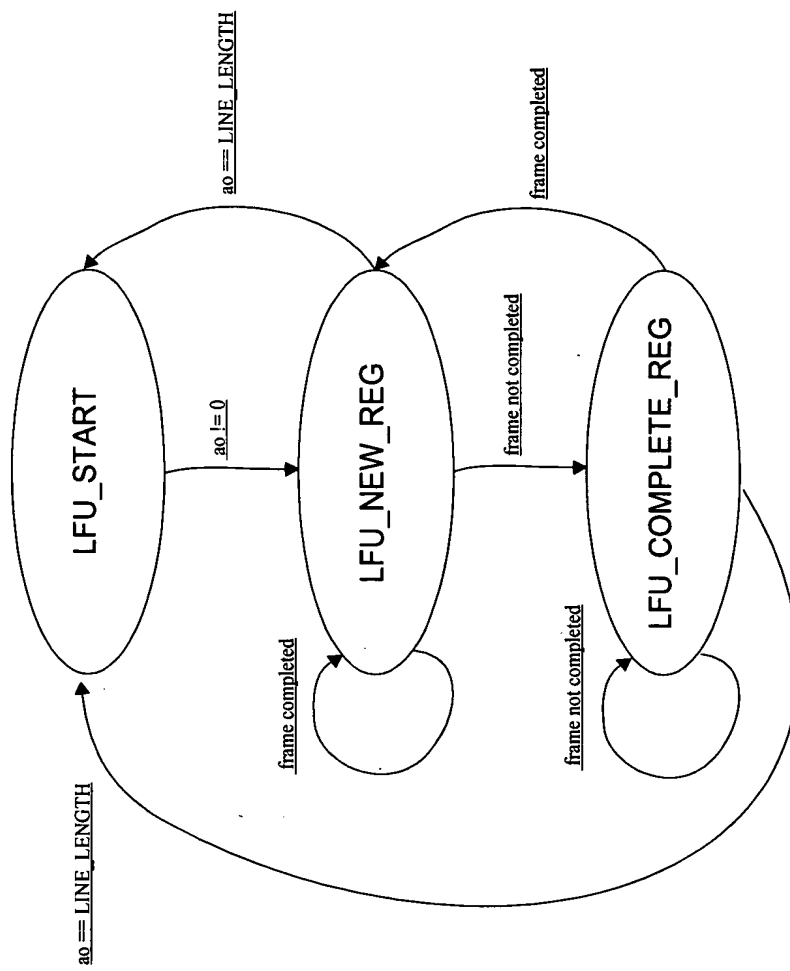 ao == LINE_LENGTH
LFU_START
ao == LINE_LENGTH
ao != 0
frame completed
LFU_NEW_REG
frame completed
frame not completed
frame not completed
LFU_COMPLETE_REG